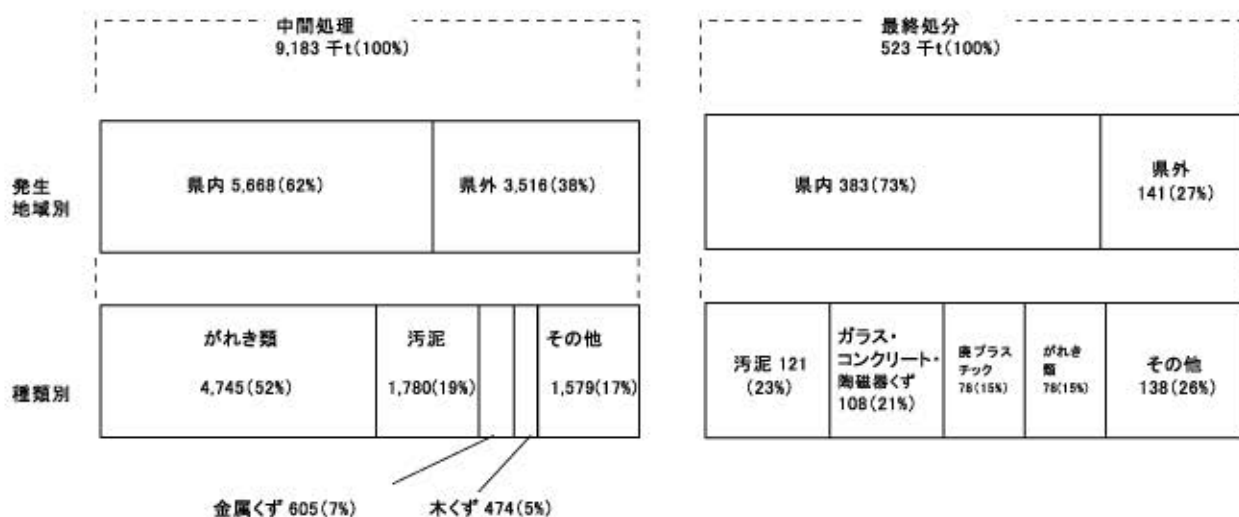 中間処理
9,183 千t(100%)
最終処分
523 千t(100%)
発生
地域別
県内 5,668(62%)
県外 3,516(38%)
県内 383(73%)
県外
141(27%)
種類別
がれき類
4,745(52%)
汚泥
1,780(19%)
その他
1,579(17%)
汚泥 121
(23%)
ガラス・
コンクリート・
陶磁器くず
108(21%)
廃プラス
チック
78(15%)
がれき
類
78(15%)
その他
138(26%)
金属くず 605(7%)
木くず 474(5%)